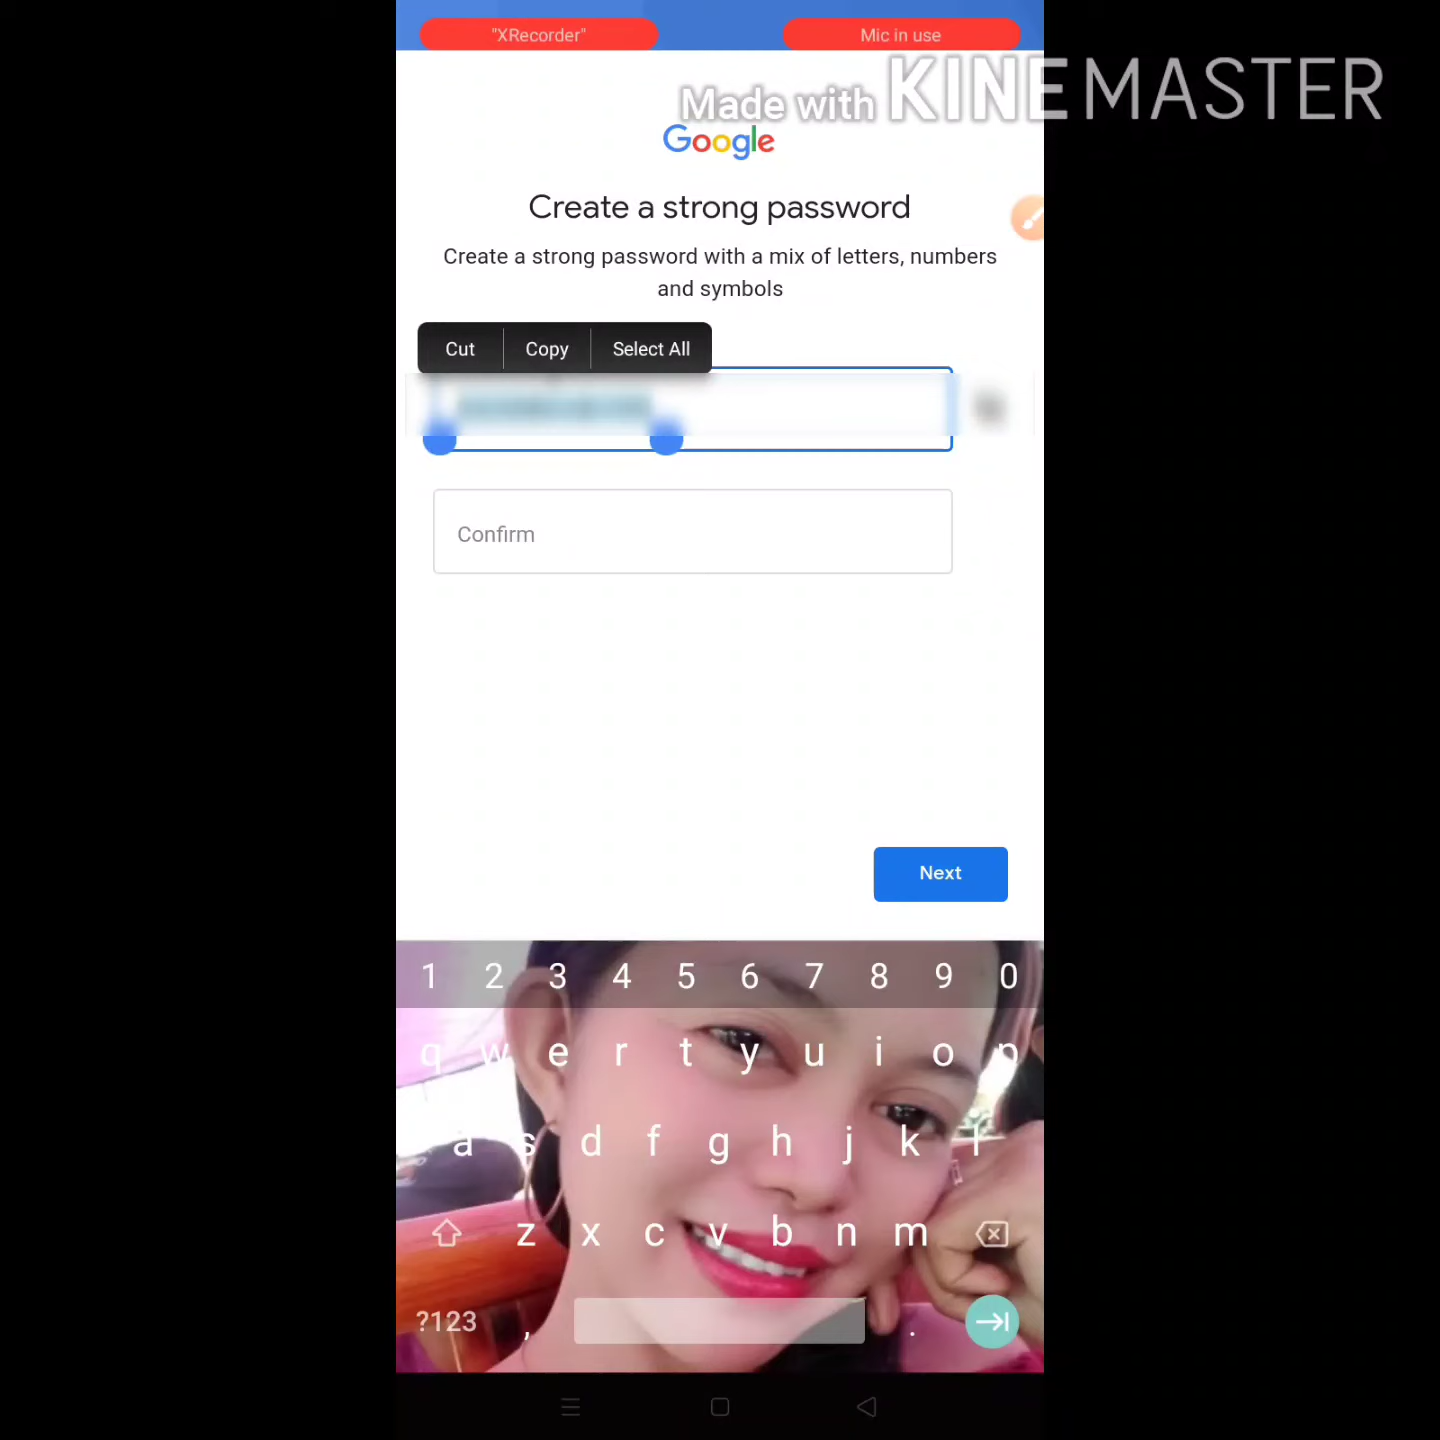 "XRecorder"
Mic in use
Made with KINEMASTER
Google
Create a strong password
Create a strong password with a mix of letters, numbers
and symbols
Cut
Copy
Select All
Confirm
Next
1 2 3 4 5 6 7 8 9 0
q w e r t y u i o p
a s d f g h j k l
z x c v b n m
?123 , .